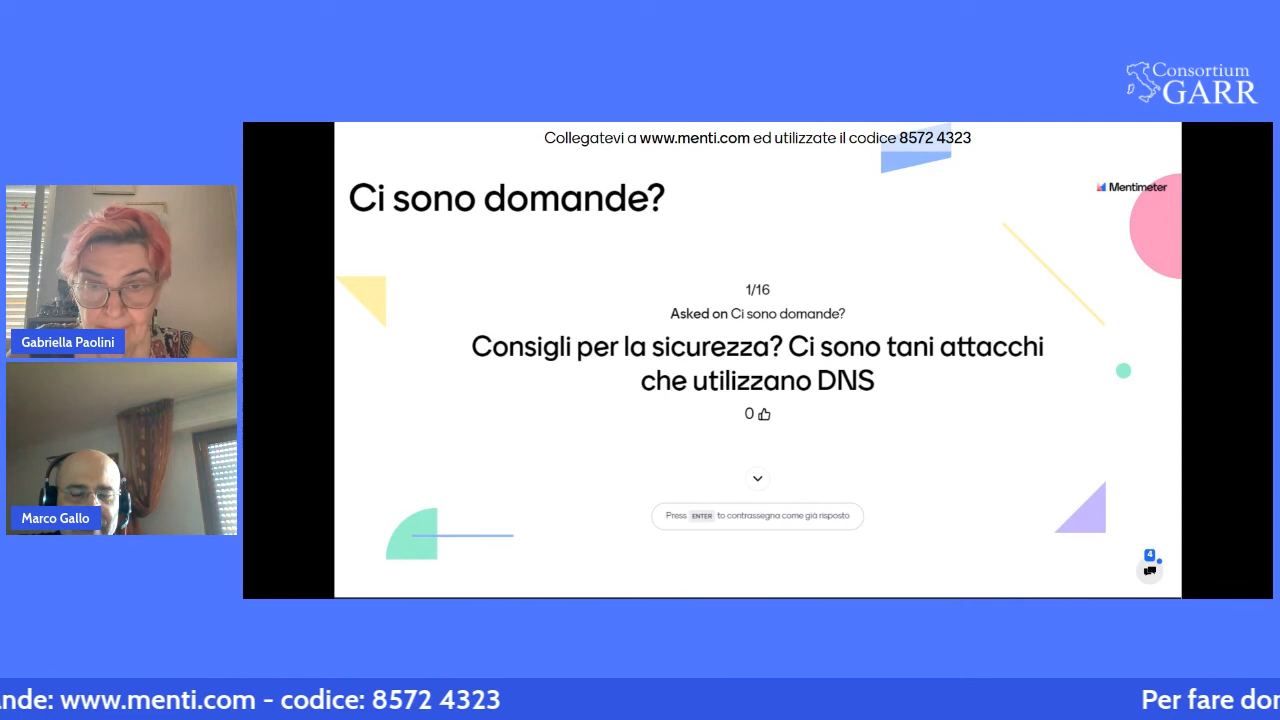 Consortium
GARR
Collegatevi a www.menti.com ed utilizzate il codice 8572 4323
Ci sono domande?
Mentimeter
1/16
Asked on Ci sono domande?
Consigli per la sicurezza? Ci sono tani attacchi
che utilizzano DNS
0
Press ENTER to contrassegna come già risposto
4
Gabriella Paolini
Marco Gallo
nde: www.menti.com - codice: 8572 4323
Per fare dor